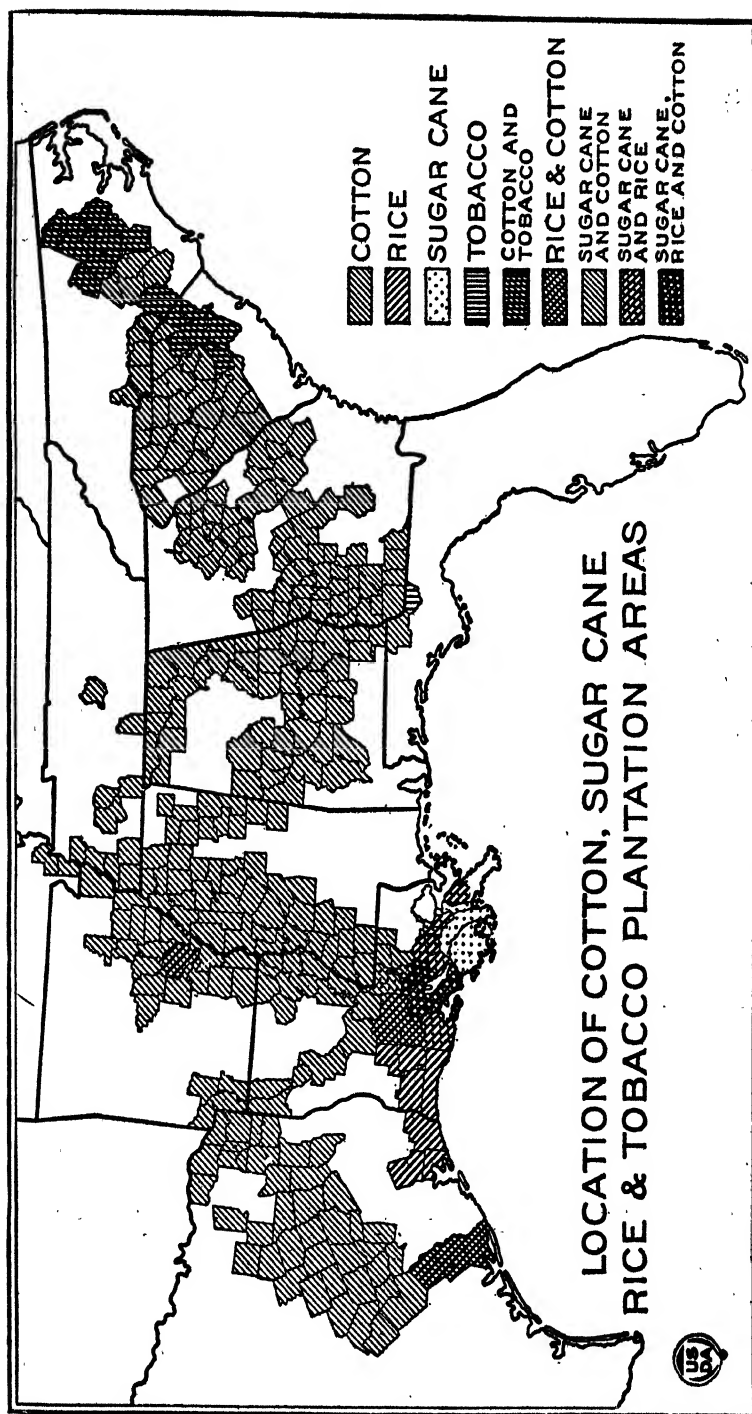 COTTON
RICE
SUGAR CANE
TOBACCO
COTTON AND
TOBACCO
RICE & COTTON
SUGAR CANE
AND COTTON
SUGAR CANE
AND RICE
SUGAR CANE,
RICE AND COTTON
LOCATION OF COTTON, SUGAR CANE
RICE & TOBACCO PLANTATION AREAS
US
DA